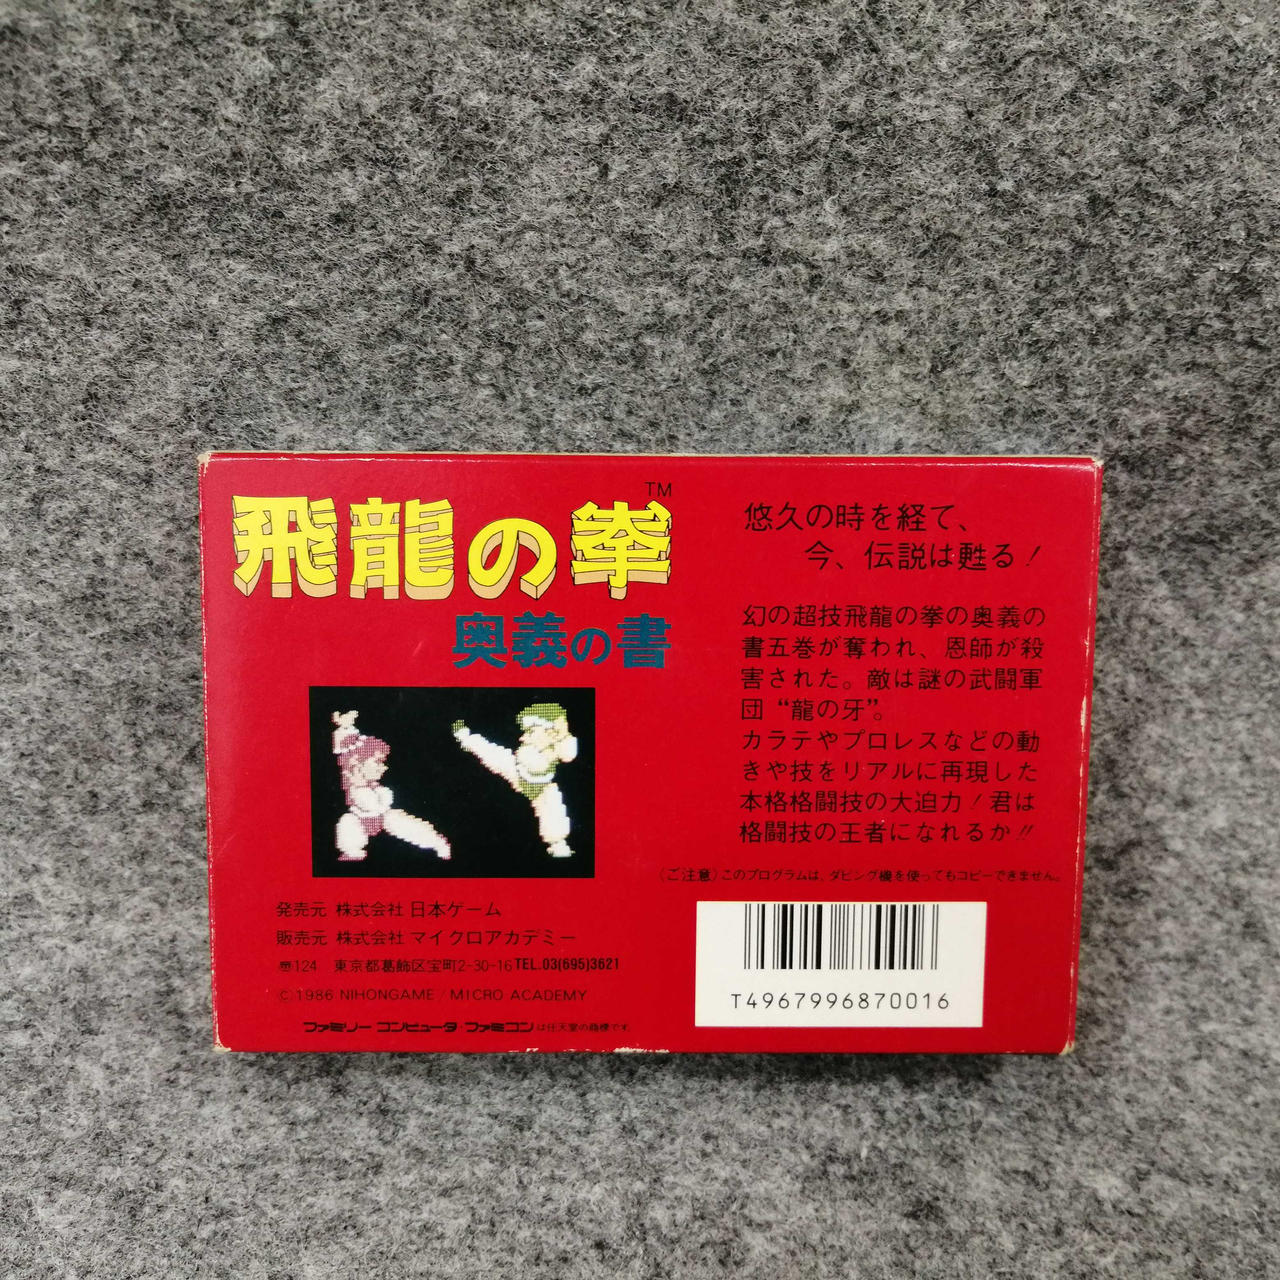 飛龍の拳 TM
奥義の書
悠久の時を経て、
今、伝説は甦る！
幻の超技飛龍の拳の奥義の
書五巻が奪われ、恩師が殺
害された。敵は謎の武闘軍
団“龍の牙”。
カラテやプロレスなどの動
きや技をリアルに再現した
本格格闘技の大迫力！君は
格闘技の王者になれるか!!
(ご注意)このプログラムは、ダビング機を使ってもコピーできません。
発売元 株式会社 日本ゲーム
販売元 株式会社 マイクロアカデミー
〠124 東京都葛飾区宝町2-30-16 TEL.03(695)3621
©1986 NIHONGAME / MICRO ACADEMY
ファミリーコンピュータ・ファミコンは任天堂の商標です。
T4967996870016